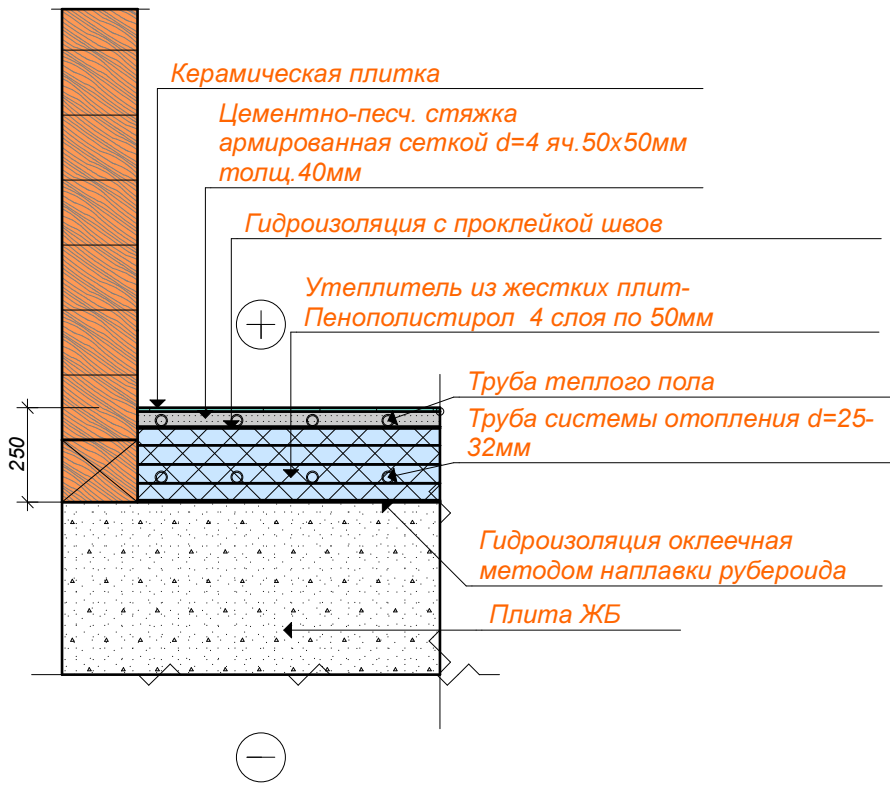 Керамическая плитка
Цементно-песч. стяжка
армированная сеткой d=4 яч.50х50мм
толщ.40мм
Гидроизоляция с проклейкой швов
Утеплитель из жестких плит-
Пенополистирол 4 слоя по 50мм
Труба теплого пола
Труба системы отопления d=25-
32мм
250
Гидроизоляция оклеечная
методом наплавки рубероида
Плита ЖБ